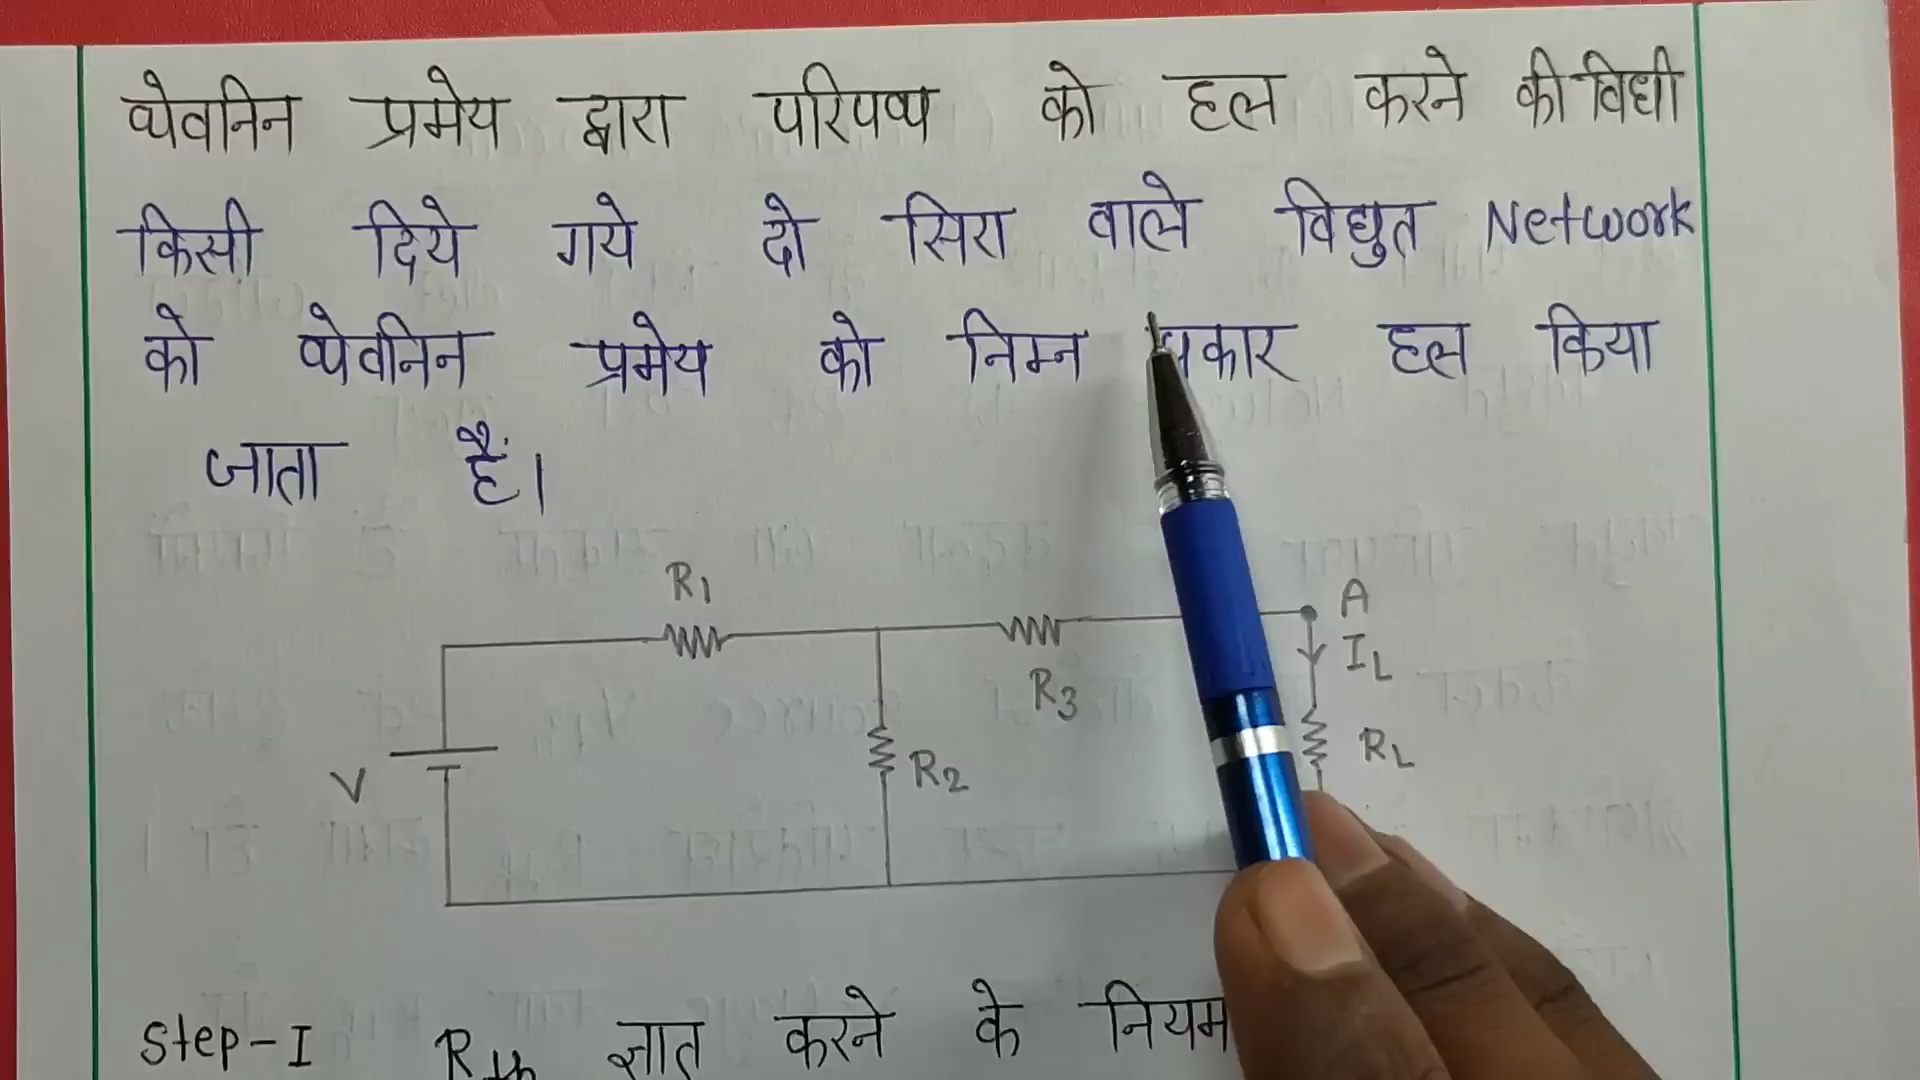 थेवनिन प्रमेय द्वारा परिपथ को हल करने की विधी
किसी दिये गये दो सिरा वाले विद्युत Network
को थेवनिन प्रमेय को निम्न प्रकार हल किया
जाता हैं।
R1
A
IL
R3
RL
R2
V
Step-I Rth ज्ञात करने के नियम